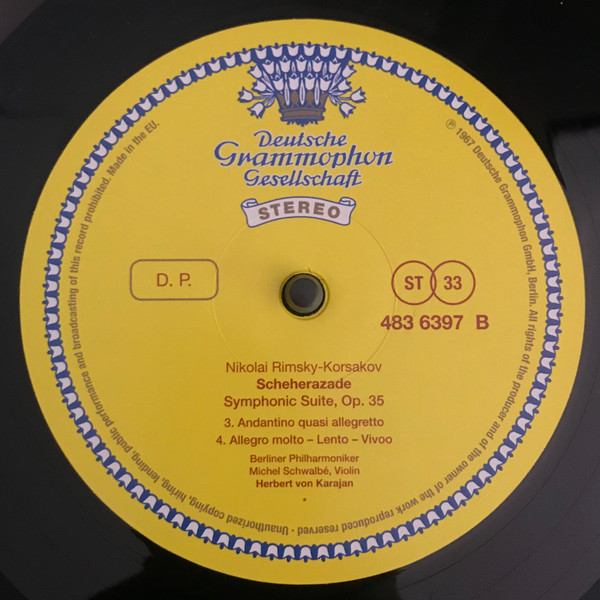 Deutsche
Grammophon
Gesellschaft
STEREO
D. P.
ST 33
483 6397 B
Nikolai Rimsky-Korsakov
Scheherazade
Symphonic Suite, Op. 35
3. Andantino quasi allegretto
4. Allegro molto – Lento – Vivoo
Berliner Philharmoniker
Michel Schwalbé, Violin
Herbert von Karajan
*
℗ 1967 Deutsche Grammophon GmbH, Berlin. All rights of the producer and of the owner of the work reproduced reserved · Unauthorized copying, hiring, lending, public performance and broadcasting of this record prohibited. Made in the EU.